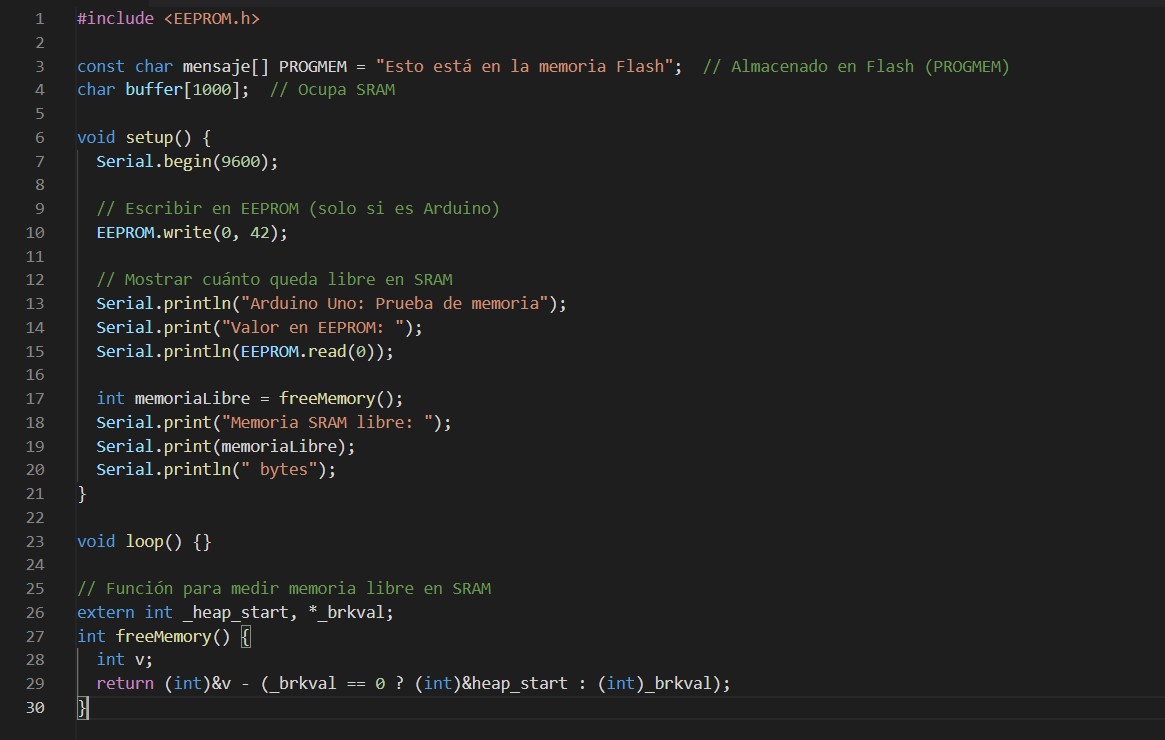 1 #include <EEPROM.h>
2
3 const char mensaje[] PROGMEM = "Esto está en la memoria Flash";  // Almacenado en Flash (PROGMEM)
4 char buffer[1000];  // Ocupa SRAM
5
6 void setup() {
7   Serial.begin(9600);
8
9   // Escribir en EEPROM (solo si es Arduino)
10   EEPROM.write(0, 42);
11
12   // Mostrar cuánto queda libre en SRAM
13   Serial.println("Arduino Uno: Prueba de memoria");
14   Serial.print("Valor en EEPROM: ");
15   Serial.println(EEPROM.read(0));
16
17   int memoriaLibre = freeMemory();
18   Serial.print("Memoria SRAM libre: ");
19   Serial.print(memoriaLibre);
20   Serial.println(" bytes");
21 }
22
23 void loop() {}
24
25 // Función para medir memoria libre en SRAM
26 extern int _heap_start, *_brkval;
27 int freeMemory() {
28   int v;
29   return (int)&v - (_brkval == 0 ? (int)&heap_start : (int)_brkval);
30 }